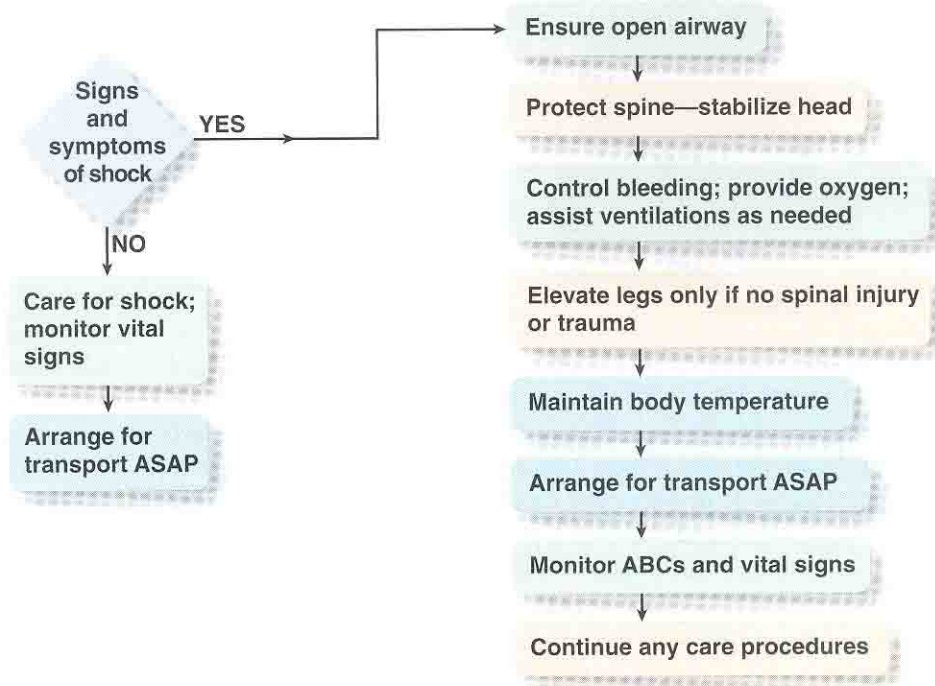 Signs
and
symptoms
of shock
YES
NO
Care for shock;
monitor vital
signs
Arrange for
transport ASAP
Ensure open airway
Protect spine—stabilize head
Control bleeding; provide oxygen;
assist ventilations as needed
Elevate legs only if no spinal injury
or trauma
Maintain body temperature
Arrange for transport ASAP
Monitor ABCs and vital signs
Continue any care procedures